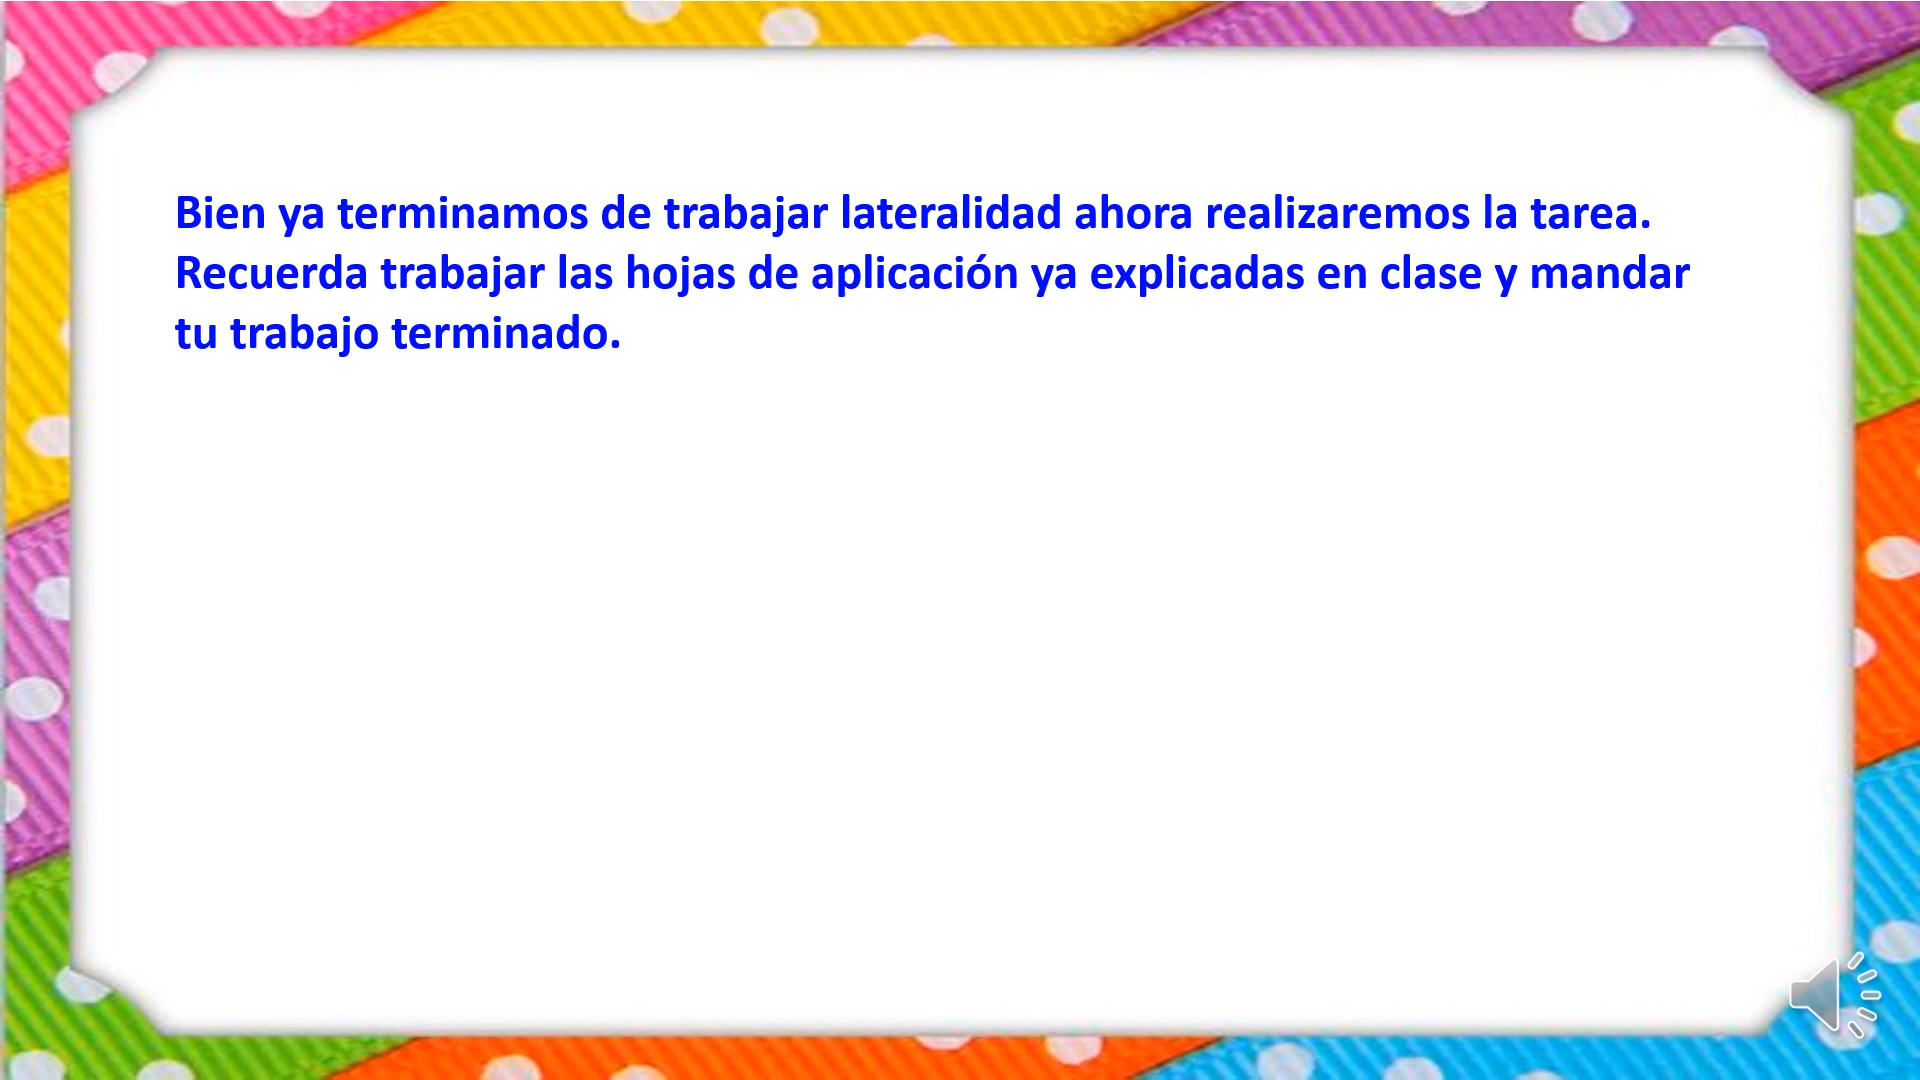 Bien ya terminamos de trabajar lateralidad ahora realizaremos la tarea.
Recuerda trabajar las hojas de aplicación ya explicadas en clase y mandar
tu trabajo terminado.